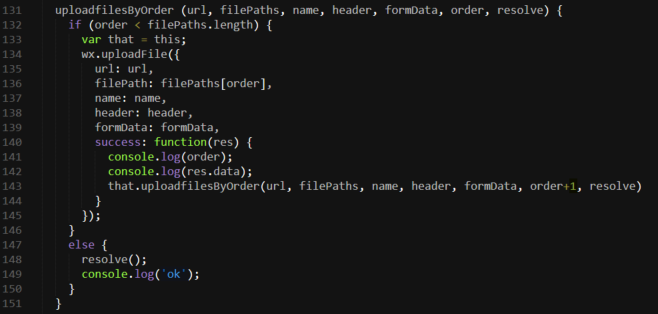 131 uploadfilesByOrder (url, filePaths, name, header, formData, order, resolve) {
132 if (order < filePaths.length) {
133 var that = this;
134 wx.uploadFile({
135 url: url,
136 filePath: filePaths[order],
137 name: name,
138 header: header,
139 formData: formData,
140 success: function(res) {
141 console.log(order);
142 console.log(res.data);
143 that.uploadfilesByOrder(url, filePaths, name, header, formData, order+1, resolve)
144 }
145 });
146 }
147 else {
148 resolve();
149 console.log('ok');
150 }
151 }